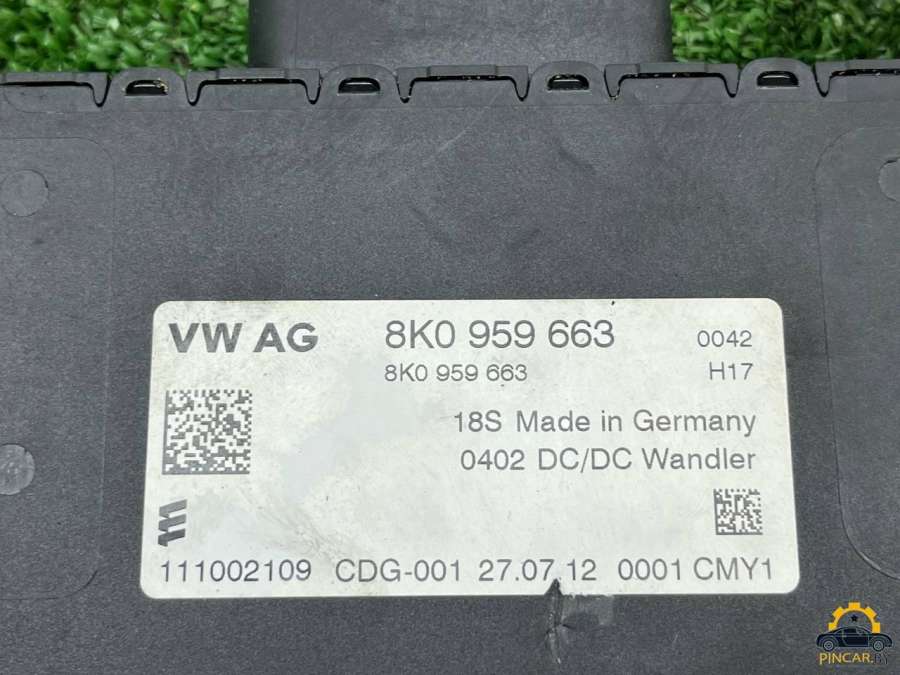 VW AG 8K0 959 663 0042
8K0 959 663 H17
18S Made in Germany
0402 DC/DC Wandler
111002109 CDG-001 27.07.12 0001 CMY1
PINCAR.BY